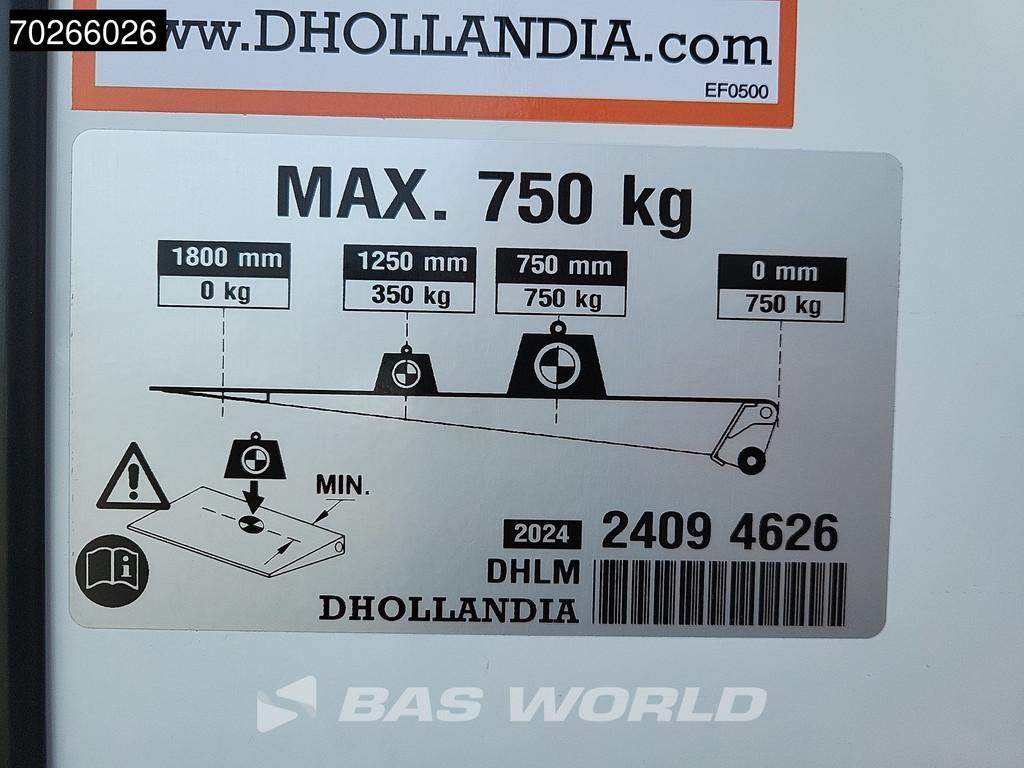 70266026
www.DHOLLANDIA.com
EF0500
MAX. 750 kg
1800 mm
0 kg
1250 mm
350 kg
750 mm
750 kg
0 mm
750 kg
MIN.
2024 2409 4626
DHLM
DHOLLANDIA
BAS WORLD